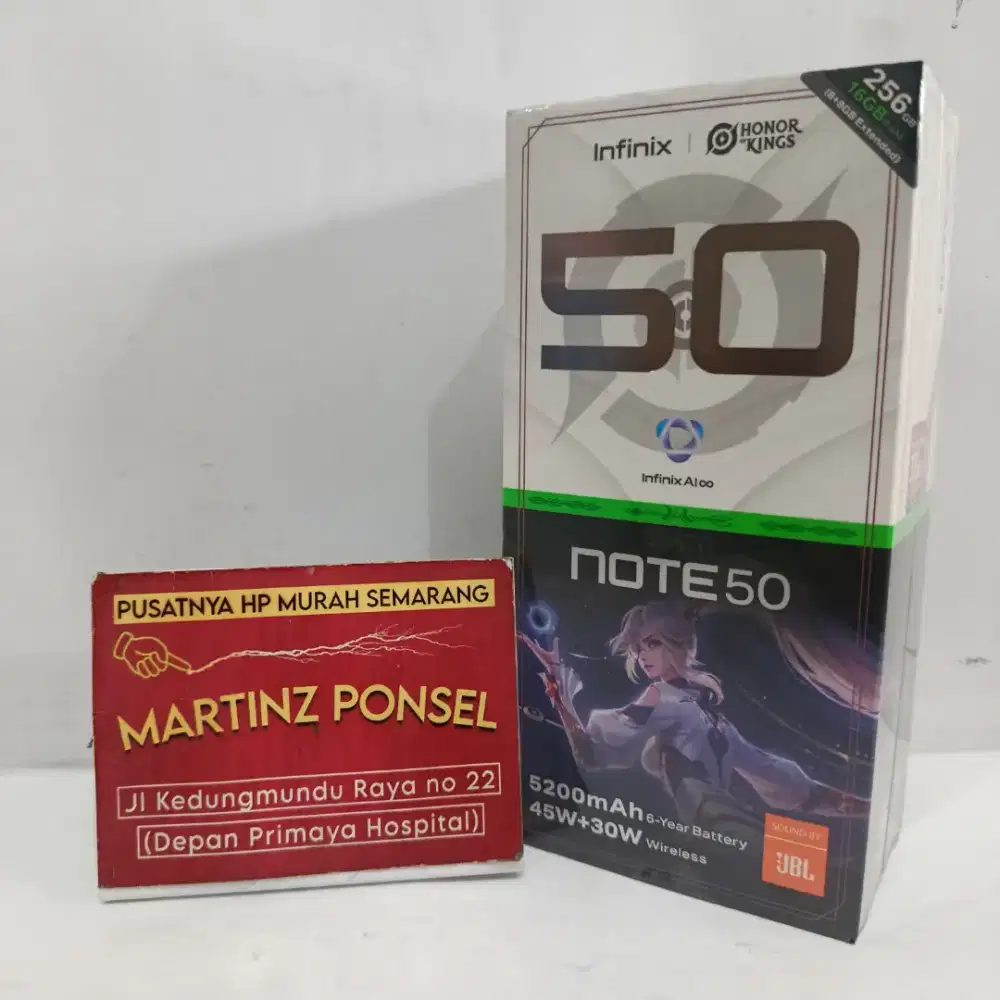 PUSATNYA HP MURAH SEMARANG
MARTINZ PONSEL
Jl Kedungmundu Raya no 22
(Depan Primaya Hospital)
Infinix | HONOR OF KINGS
256GB
16GB RAM
(8+8GB Extended)
50
Infinix AI∞
NOTE 50
5200mAh 6-Year Battery
45W+30W Wireless
SOUND BY
JBL